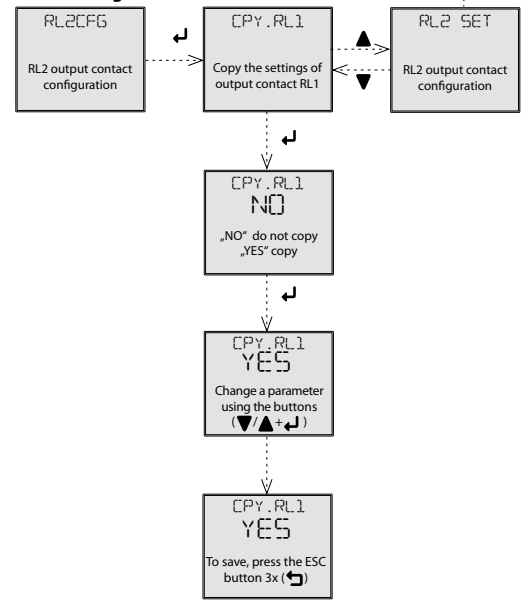 RL2CFG
RL2 output contact
configuration
CPY.RL1
Copy the settings of
output contact RL1
RL2 SET
RL2 output contact
configuration
CPY.RL1
NO
„NO“ do not copy
„YES“ copy
CPY.RL1
YES
Change a parameter
using the buttons
(▼/▲+↵)
CPY.RL1
YES
To save, press the ESC
button 3x (⮌)